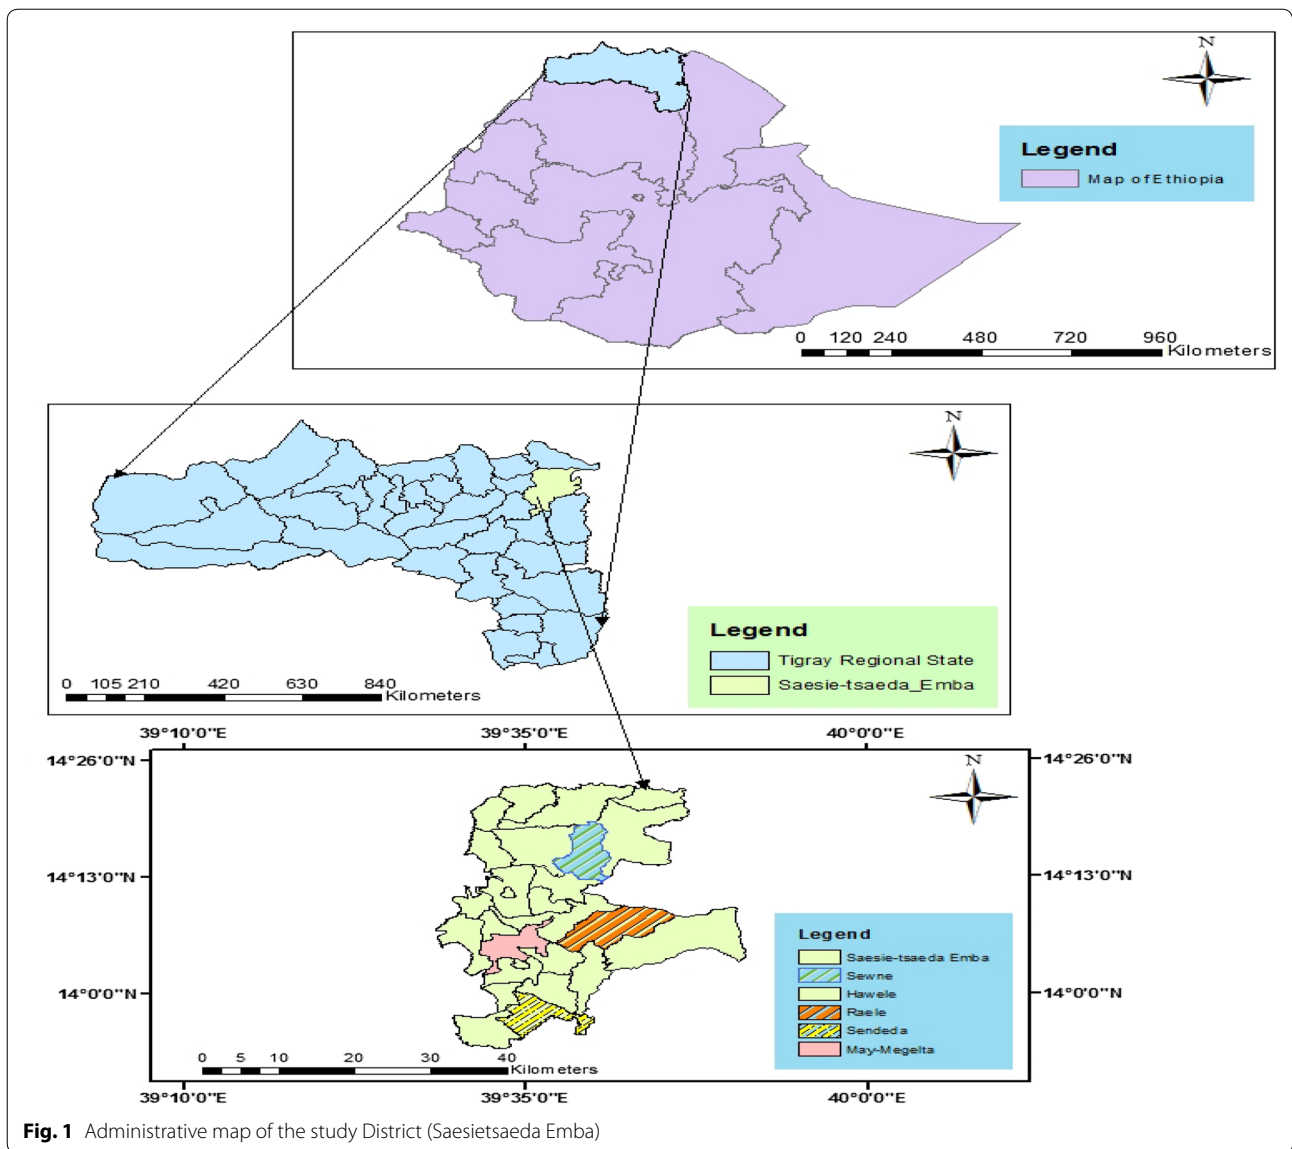 N
Legend
Map of Ethiopia
0 120 240 480 720 960
Kilometers
N
Legend
Tigray Regional State
Saesie-tsaeda_Emba
0 105 210 420 630 840
Kilometers
39°10'0"E 39°35'0"E 40°0'0"E
14°26'0"N 14°26'0"N
N
14°13'0"N 14°13'0"N
Legend
Saesie-tsaeda Emba
Sewne
Hawele
Raele
Sendeda
May-Megelta
14°0'0"N 14°0'0"N
0 5 10 20 30 40
Kilometers
39°10'0"E 39°35'0"E 40°0'0"E
Fig. 1 Administrative map of the study District (Saesietsaeda Emba)